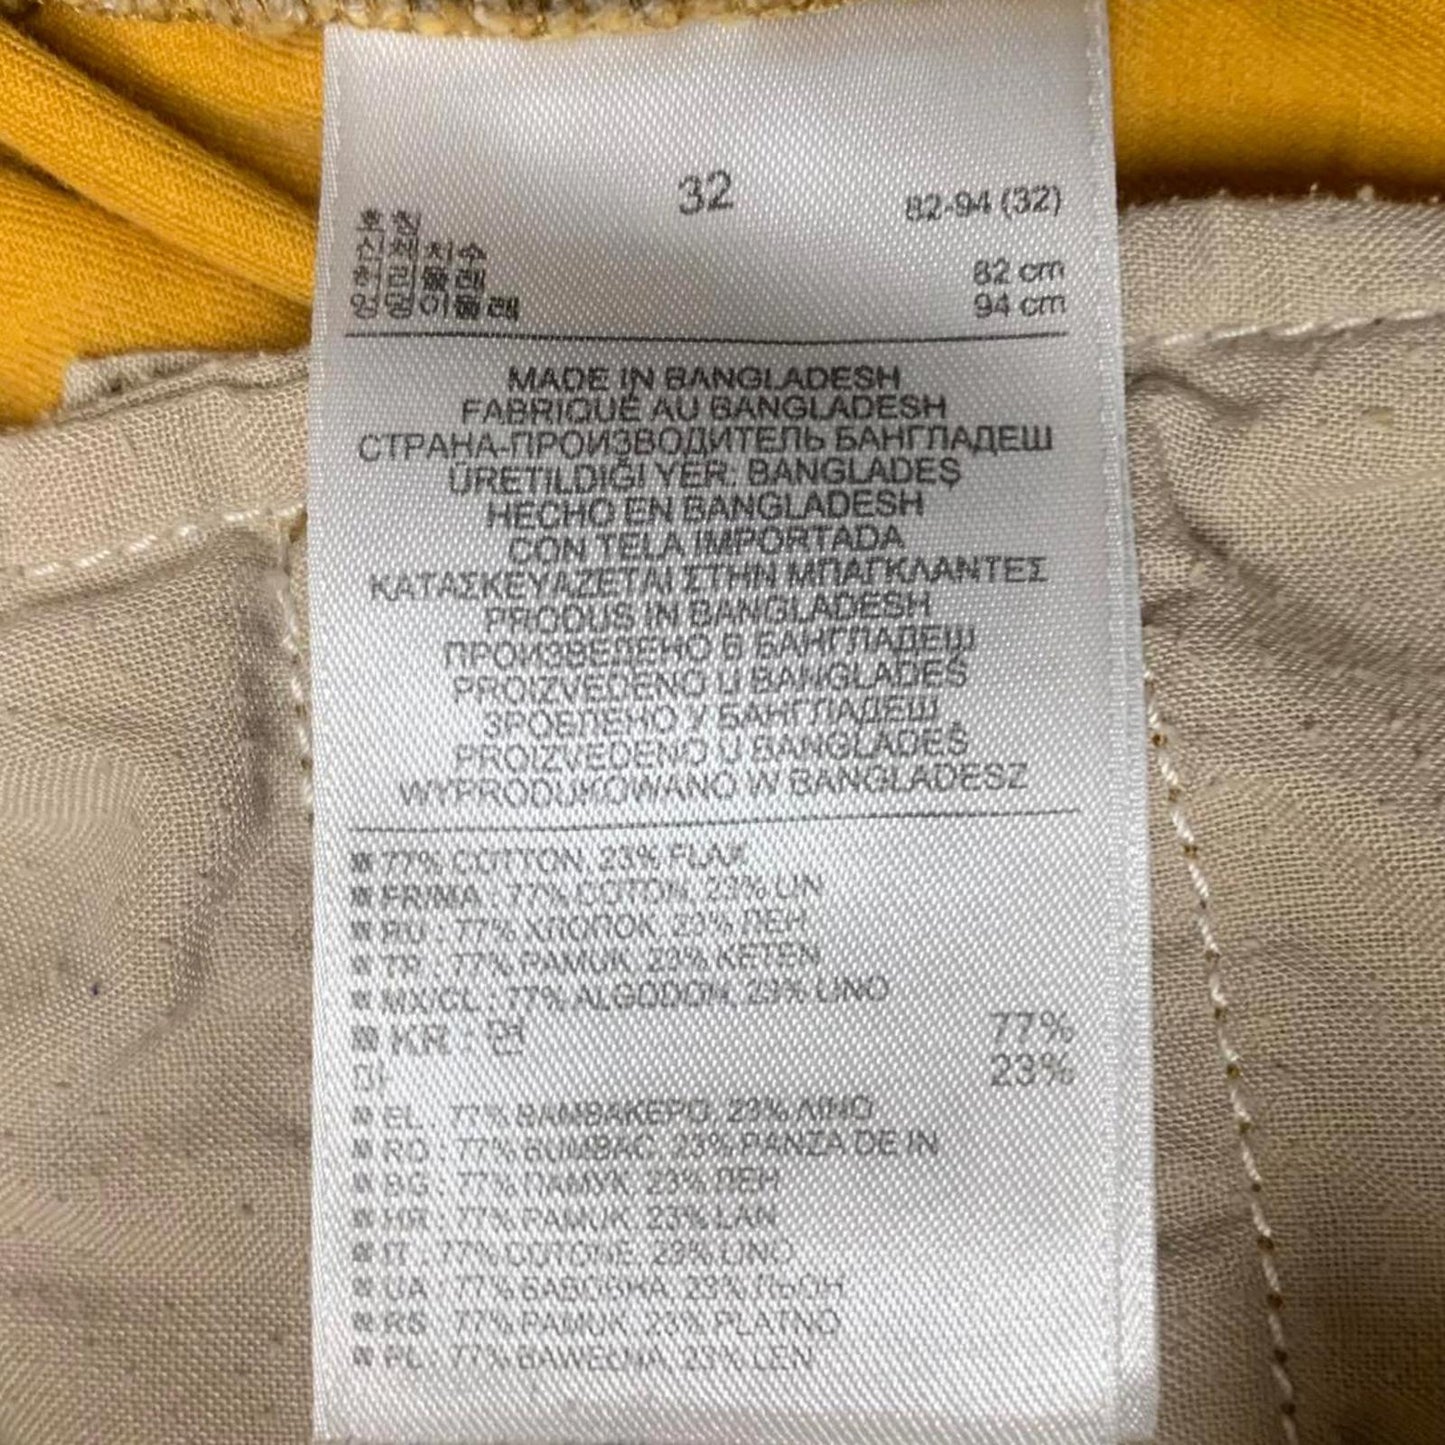 32
호칭 82-94 (32)
신체치수
허리둘레 82 cm
엉덩이둘레 94 cm
MADE IN BANGLADESH
FABRIQUÉ AU BANGLADESH
СТРАНА-ПРОИЗВОДИТЕЛЬ БАНГЛАДЕШ
ÜRETILDIĞI YER: BANGLADEŞ
HECHO EN BANGLADESH
CON TELA IMPORTADA
ΚΑΤΑΣΚΕΥΑΖΕΤΑΙ ΣΤΗΝ ΜΠΑΓΚΛΑΝΤΕΣ
PRODUS IN BANGLADESH
ПРОИЗВЕДЕНО В БАНГЛАДЕШ
PROIZVEDENO U BANGLADEŠ
ЗРОБЛЕНО У БАНГЛАДЕШ
PROIZVEDENO U BANGLADEŠ
WYPRODUKOWANO W BANGLADESZ
77% COTTON, 23% FLAX
FR/MA : 77% COTON, 23% LIN
RU : 77% ХЛОПОК, 23% ЛЕН
TR : 77% PAMUK, 23% KETEN
MX/CL : 77% ALGODON, 23% LINO
KR : 면 77%
마 23%
EL : 77% ΒΑΜΒΑΚΕΡΟ, 23% ΛΙΝΟ
RO : 77% BUMBAC, 23% PANZA DE IN
BG : 77% ПАМУК, 23% ЛЕН
HR : 77% PAMUK, 23% LAN
IT : 77% COTONE, 23% LINO
UA : 77% БАВОВНА, 23% ЛЬОН
RS : 77% PAMUK, 23% PLATNO
PL : 77% BAWEŁNA, 23% LEN